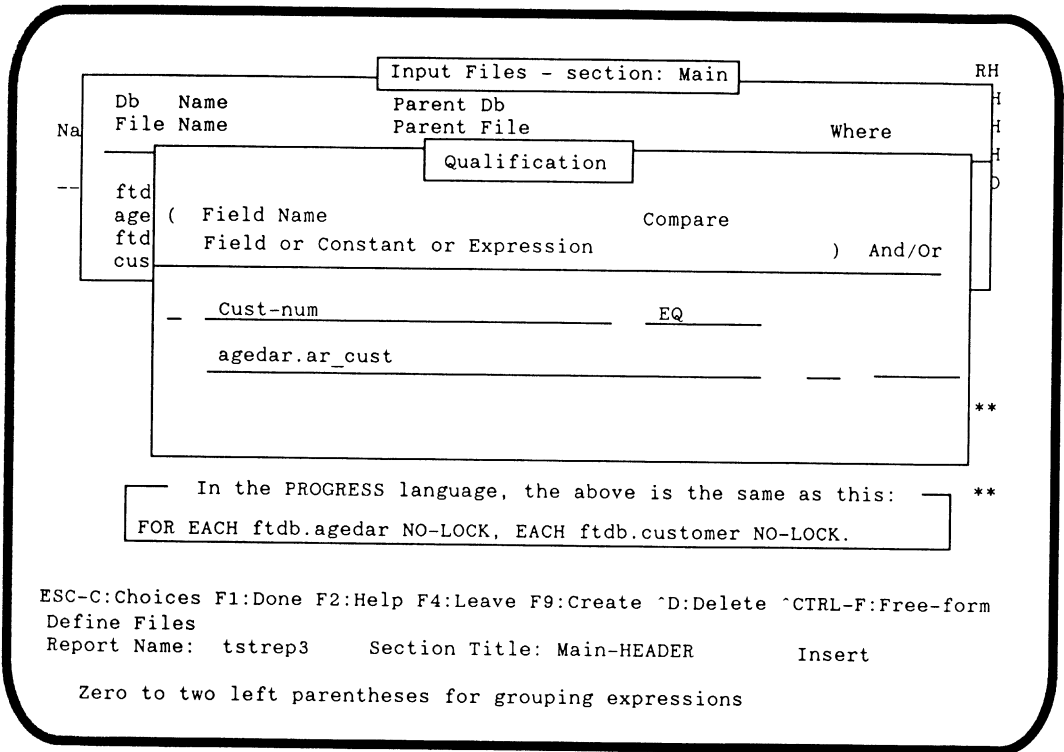 Input Files - section: Main RH
Db Name Parent Db H
Na File Name Parent File Where H
Qualification H
-- ftd O
age ( Field Name Compare
ftd Field or Constant or Expression ) And/Or
cus
_ Cust-num EQ
agedar.ar_cust
**
In the PROGRESS language, the above is the same as this: **
FOR EACH ftdb.agedar NO-LOCK, EACH ftdb.customer NO-LOCK.
ESC-C:Choices F1:Done F2:Help F4:Leave F9:Create ^D:Delete ^CTRL-F:Free-form
Define Files
Report Name: tstrep3 Section Title: Main-HEADER Insert
Zero to two left parentheses for grouping expressions